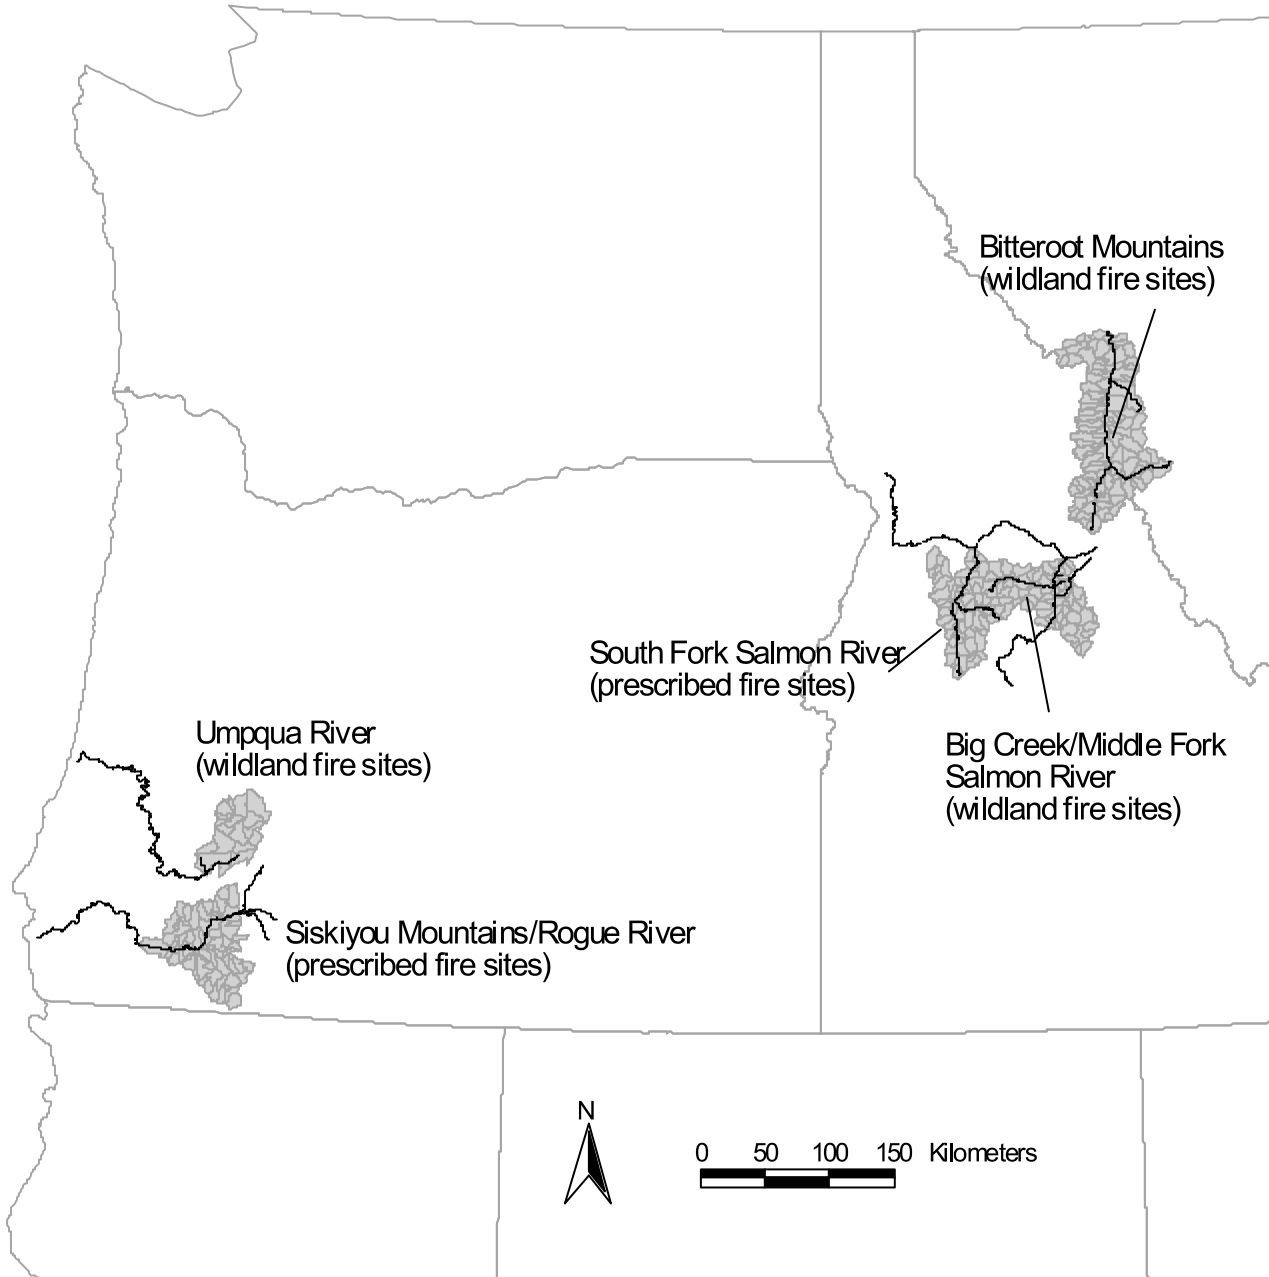 Bitteroot Mountains
(wildland fire sites)
South Fork Salmon River
(prescribed fire sites)
Umpqua River
(wildland fire sites)
Big Creek/Middle Fork
Salmon River
(wildland fire sites)
Siskiyou Mountains/Rogue River
(prescribed fire sites)
N
0 50 100 150 Kilometers